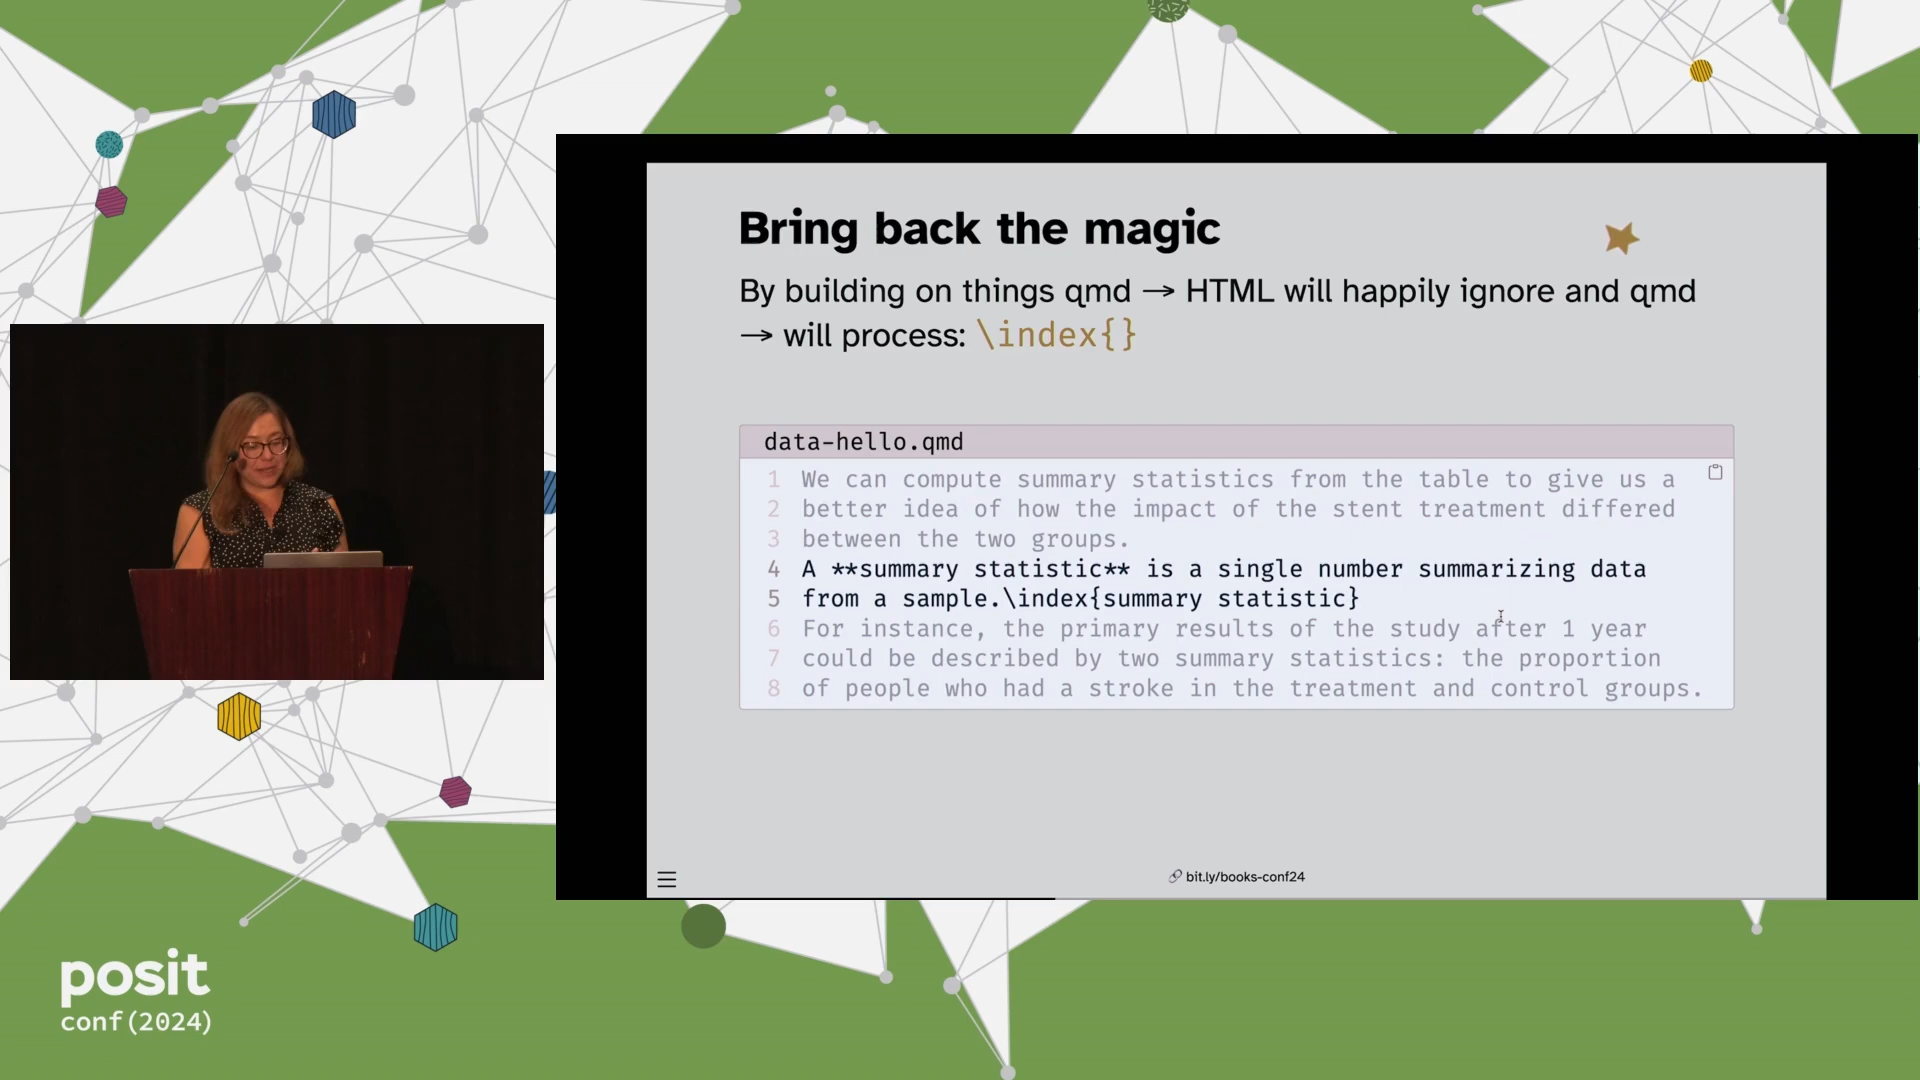 Bring back the magic
By building on things qmd → HTML will happily ignore and qmd
→ will process: \index{}
data-hello.qmd
1 We can compute summary statistics from the table to give us a
2 better idea of how the impact of the stent treatment differed
3 between the two groups.
4 A **summary statistic** is a single number summarizing data
5 from a sample.\index{summary statistic}
6 For instance, the primary results of the study after 1 year
7 could be described by two summary statistics: the proportion
8 of people who had a stroke in the treatment and control groups.
bit.ly/books-conf24
posit
conf(2024)